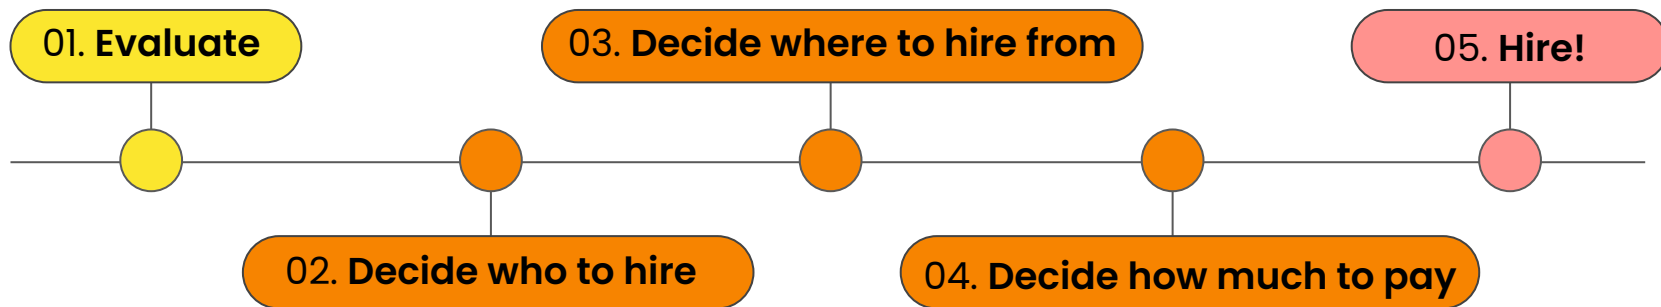 01. Evaluate
02. Decide who to hire
03. Decide where to hire from
04. Decide how much to pay
05. Hire!